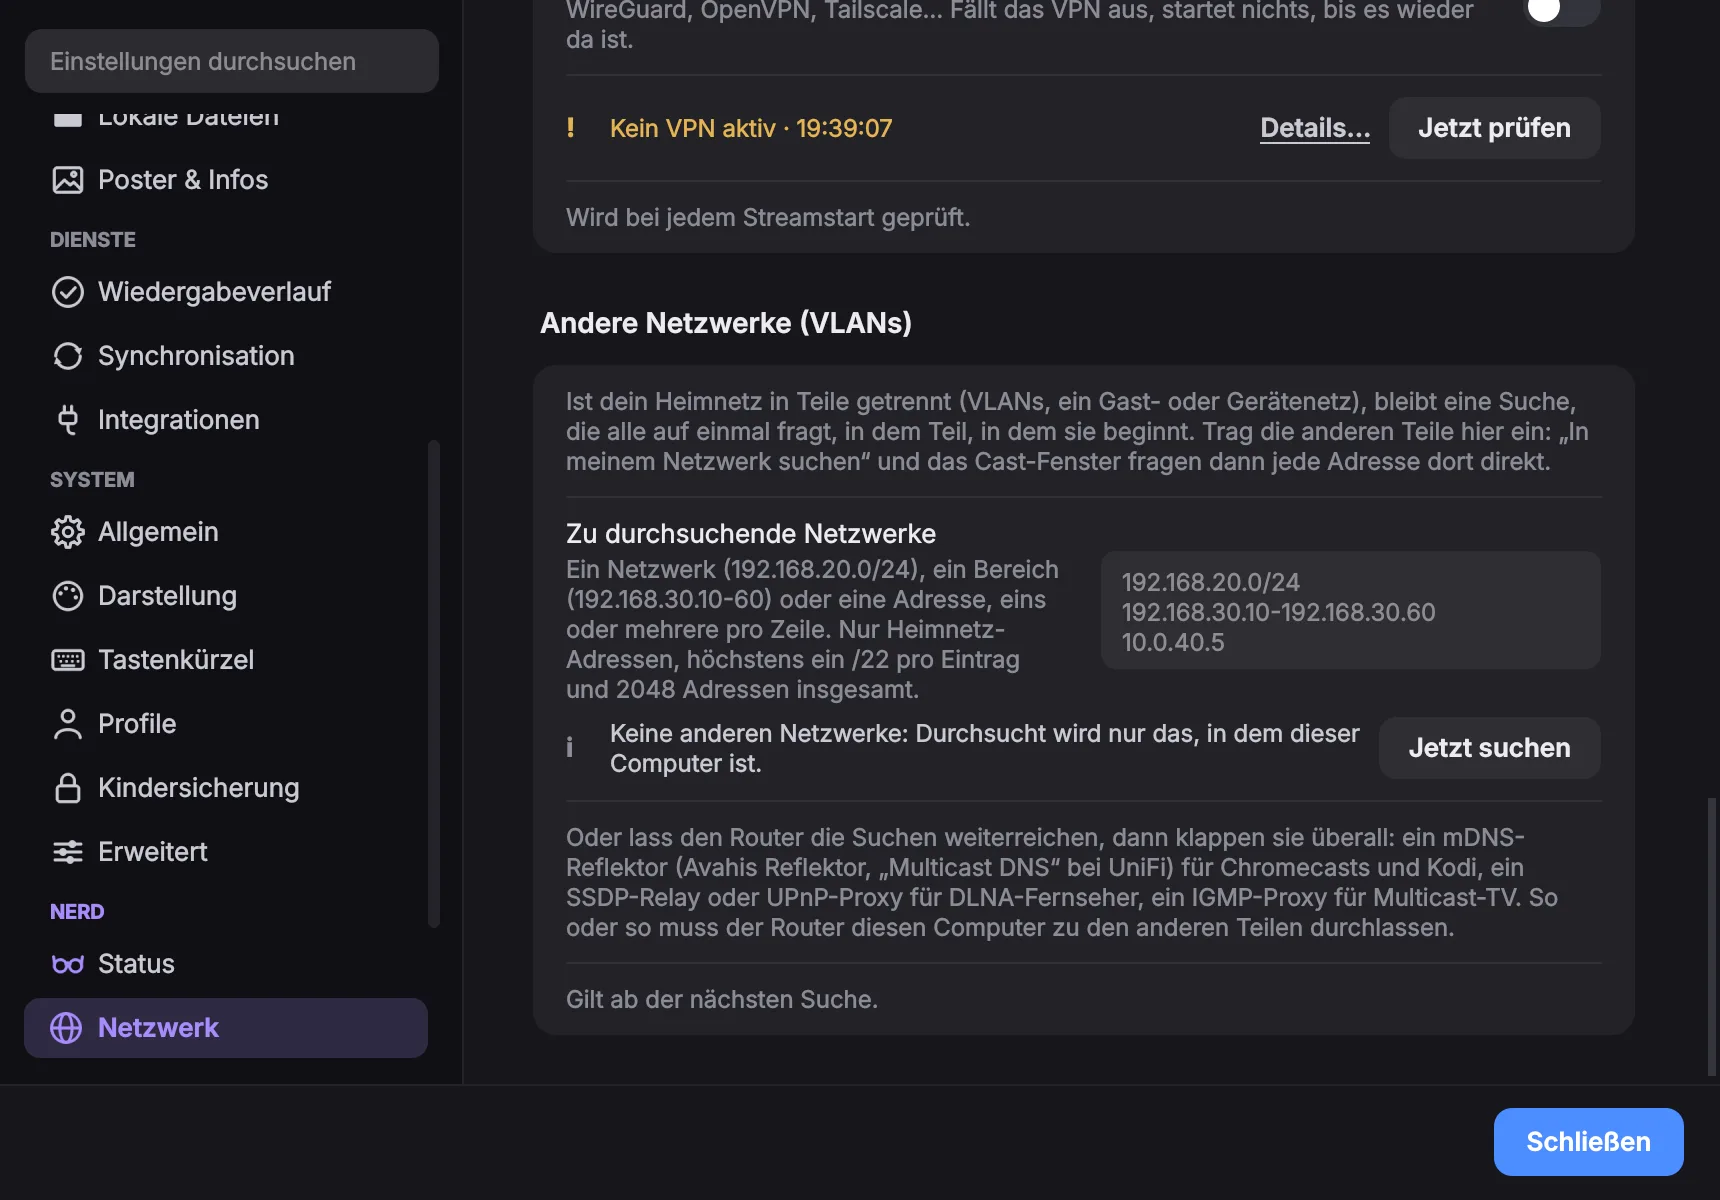 Einstellungen durchsuchen
Lokale Dateien
Poster & Infos
DIENSTE
Wiedergabeverlauf
Synchronisation
Integrationen
SYSTEM
Allgemein
Darstellung
Tastenkürzel
Profile
Kindersicherung
Erweitert
NERD
Status
Netzwerk
WireGuard, OpenVPN, Tailscale... Fällt das VPN aus, startet nichts, bis es wieder
da ist.
! Kein VPN aktiv · 19:39:07
Details...
Jetzt prüfen
Wird bei jedem Streamstart geprüft.
Andere Netzwerke (VLANs)
Ist dein Heimnetz in Teile getrennt (VLANs, ein Gast- oder Gerätenetz), bleibt eine Suche,
die alle auf einmal fragt, in dem Teil, in dem sie beginnt. Trag die anderen Teile hier ein: „In
meinem Netzwerk suchen“ und das Cast-Fenster fragen dann jede Adresse dort direkt.
Zu durchsuchende Netzwerke
Ein Netzwerk (192.168.20.0/24), ein Bereich
(192.168.30.10-60) oder eine Adresse, eins
oder mehrere pro Zeile. Nur Heimnetz-
Adressen, höchstens ein /22 pro Eintrag
und 2048 Adressen insgesamt.
192.168.20.0/24
192.168.30.10-192.168.30.60
10.0.40.5
i Keine anderen Netzwerke: Durchsucht wird nur das, in dem dieser
Computer ist.
Jetzt suchen
Oder lass den Router die Suchen weiterreichen, dann klappen sie überall: ein mDNS-
Reflektor (Avahis Reflektor, „Multicast DNS“ bei UniFi) für Chromecasts und Kodi, ein
SSDP-Relay oder UPnP-Proxy für DLNA-Fernseher, ein IGMP-Proxy für Multicast-TV. So
oder so muss der Router diesen Computer zu den anderen Teilen durchlassen.
Gilt ab der nächsten Suche.
Schließen